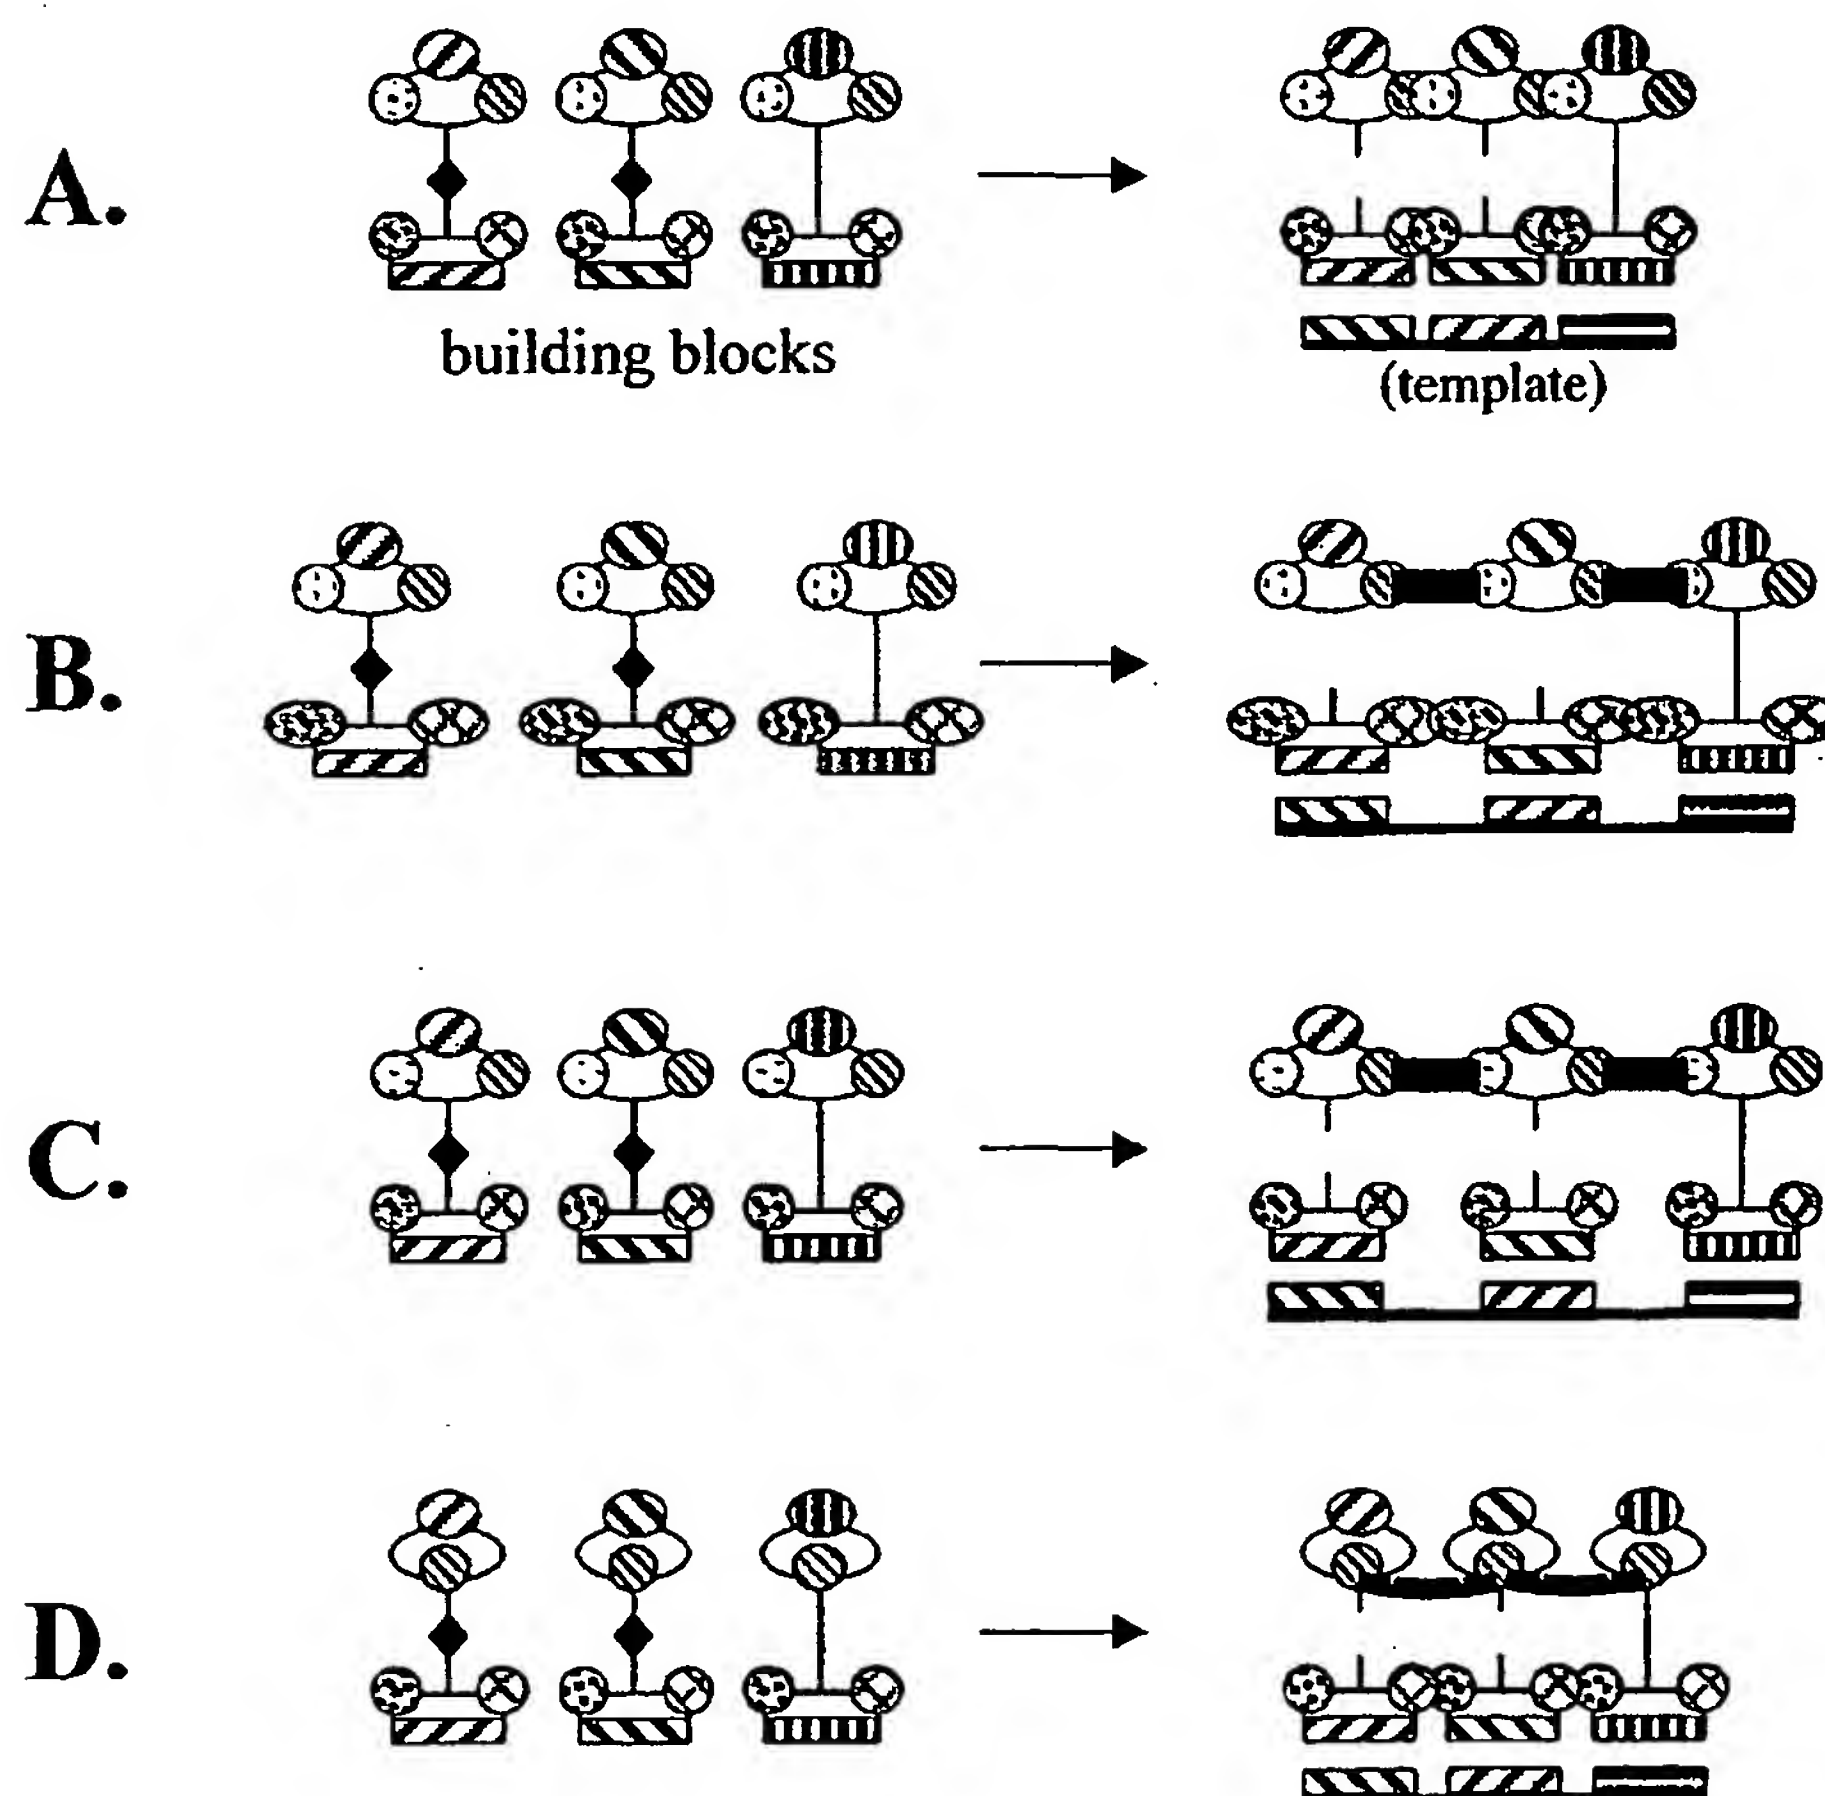 A.
building blocks
(template)
B.
C.
D.